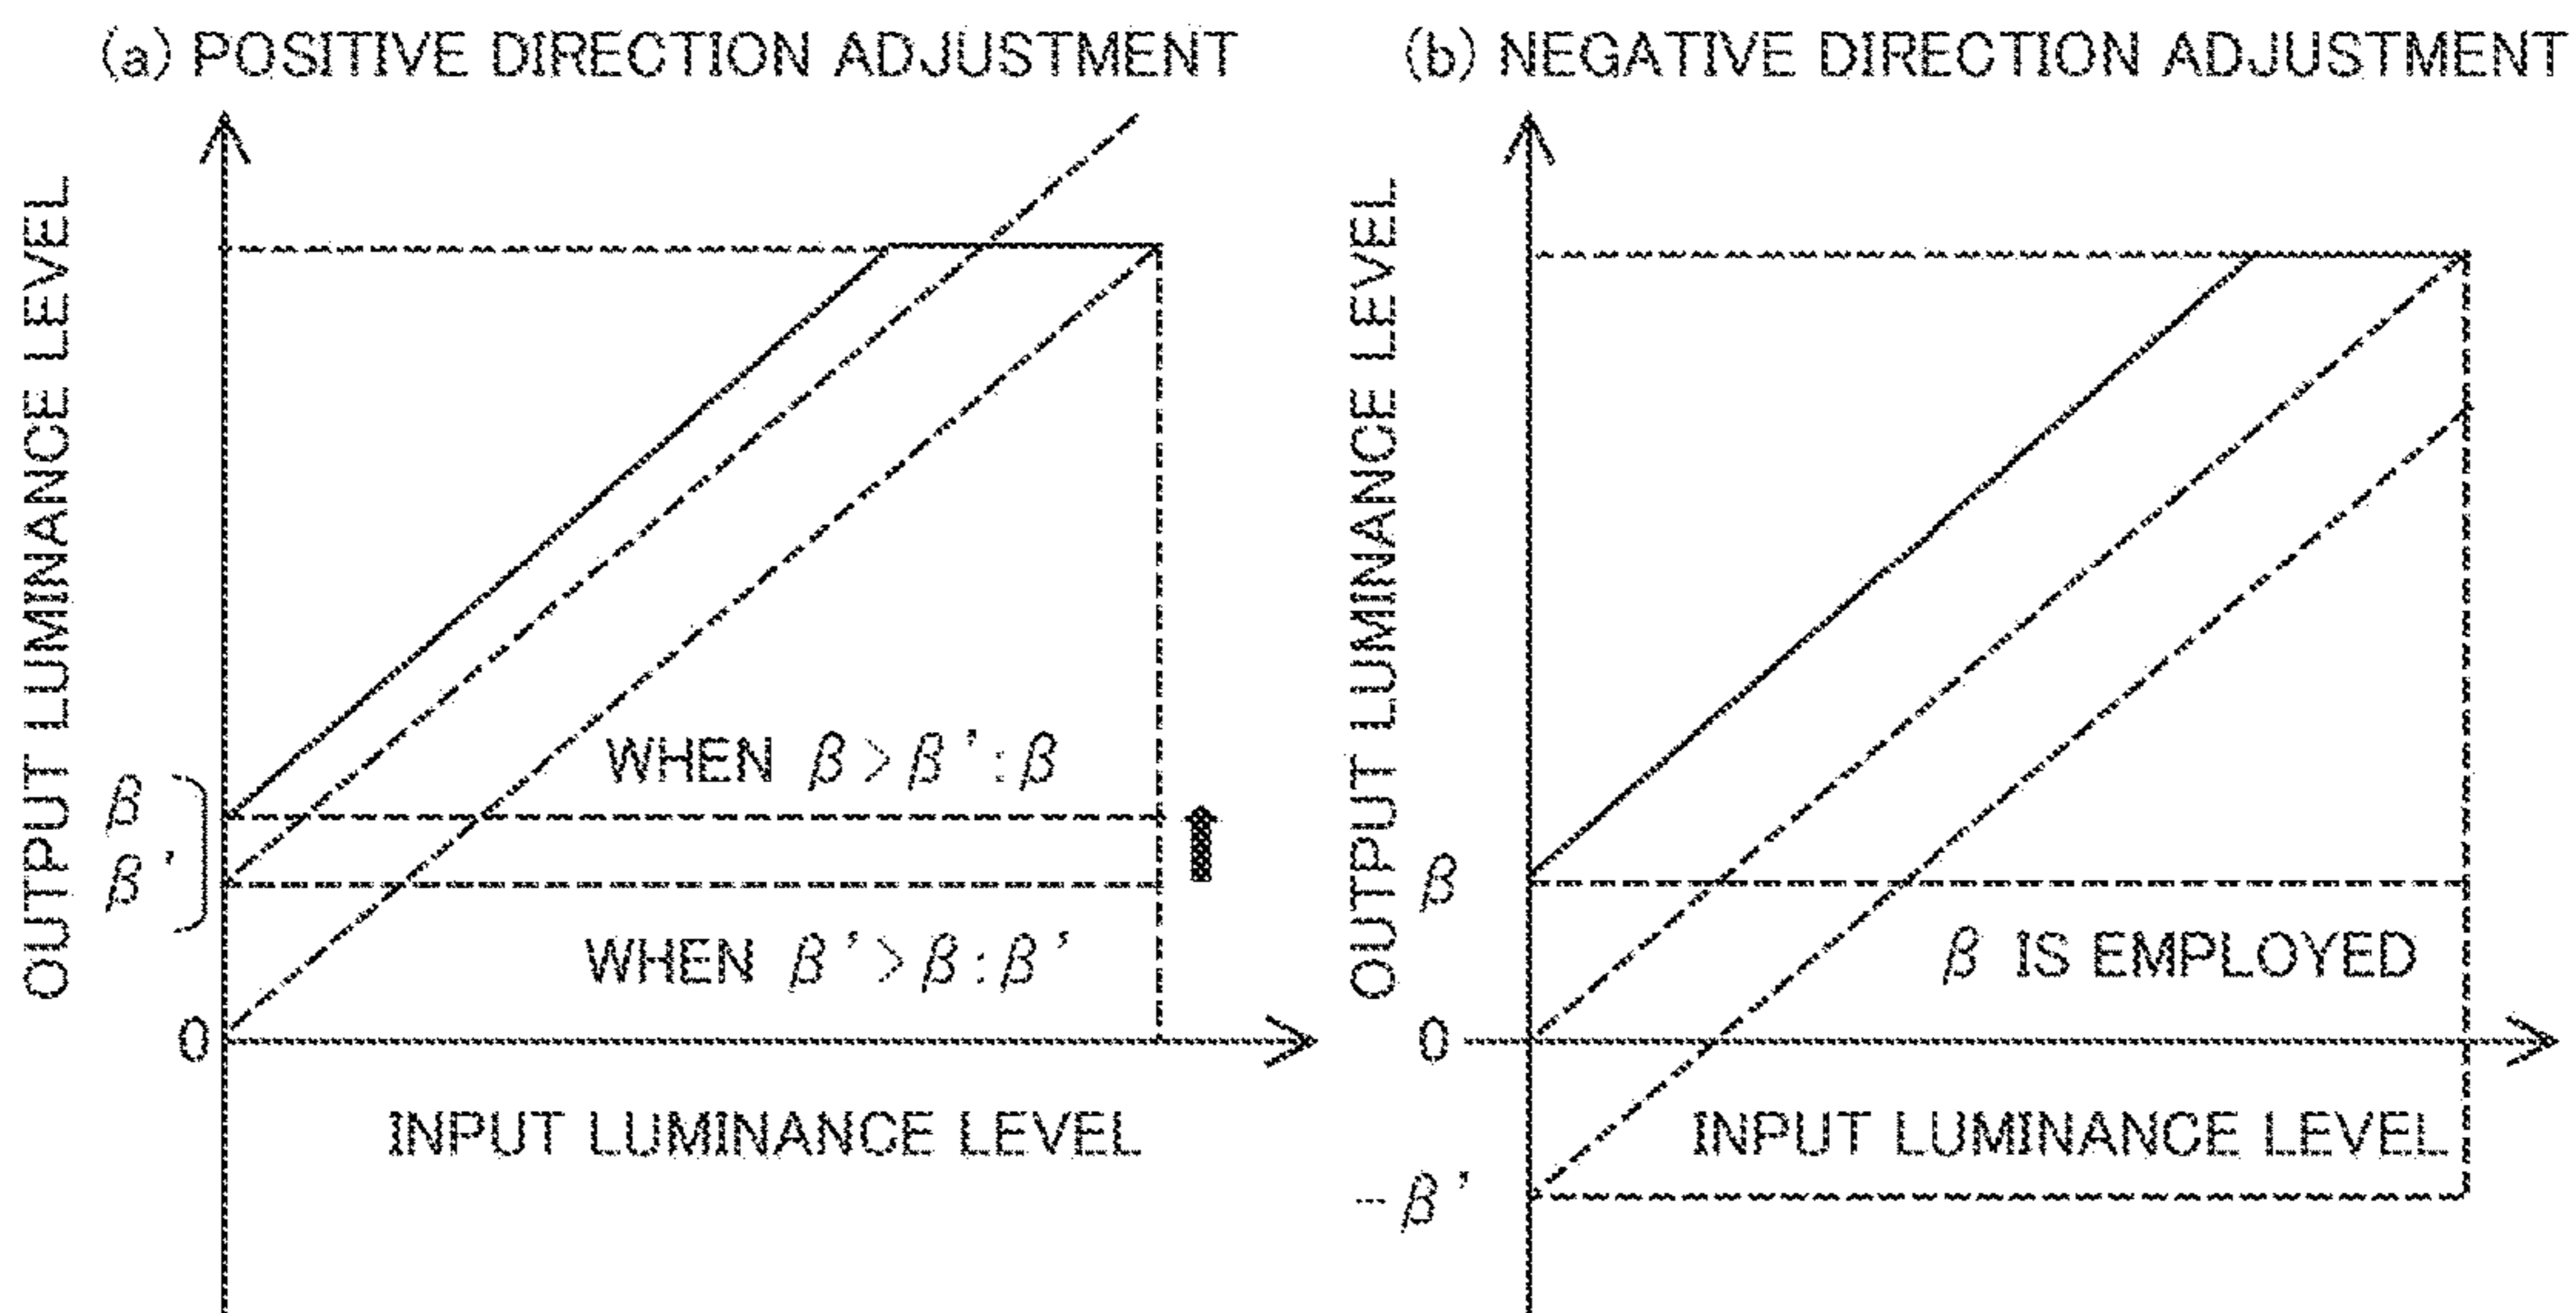 (a) POSITIVE DIRECTION ADJUSTMENT
OUTPUT LUMINANCE LEVEL
WHEN β>β':β
β
β'
WHEN β'>β:β'
0
INPUT LUMINANCE LEVEL
(b) NEGATIVE DIRECTION ADJUSTMENT
OUTPUT LUMINANCE LEVEL
β
β IS EMPLOYED
0
INPUT LUMINANCE LEVEL
-β'